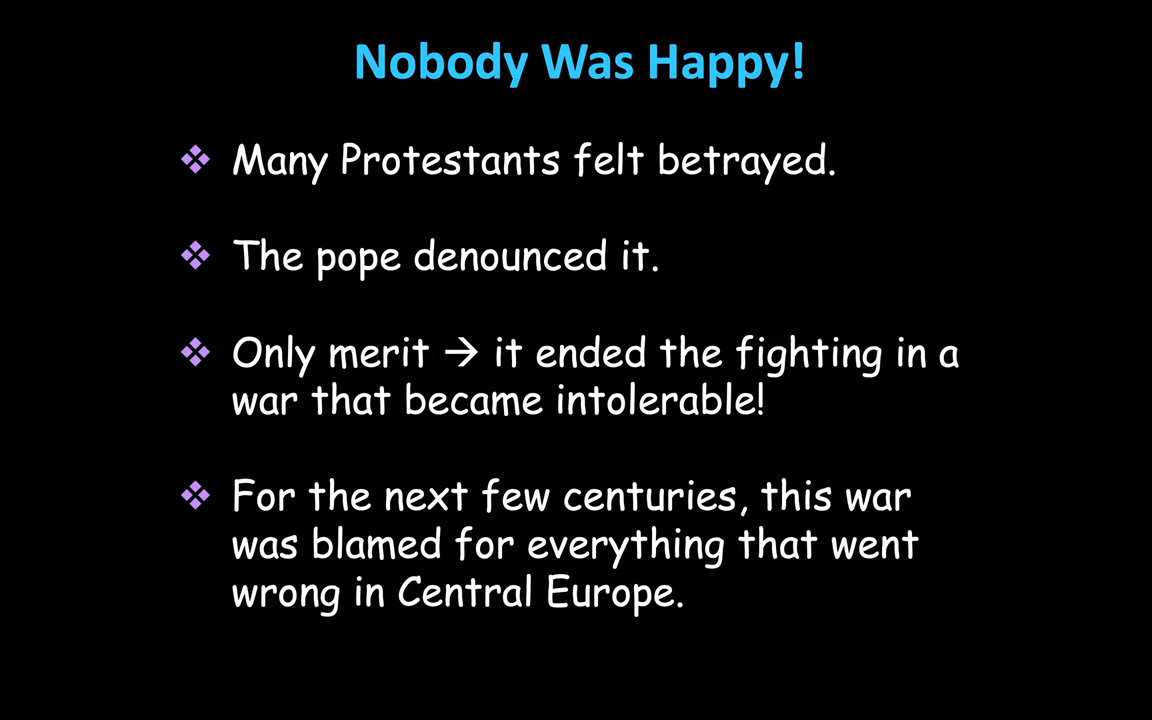 Nobody Was Happy!
❖ Many Protestants felt betrayed.
❖ The pope denounced it.
❖ Only merit → it ended the fighting in a
war that became intolerable!
❖ For the next few centuries, this war
was blamed for everything that went
wrong in Central Europe.